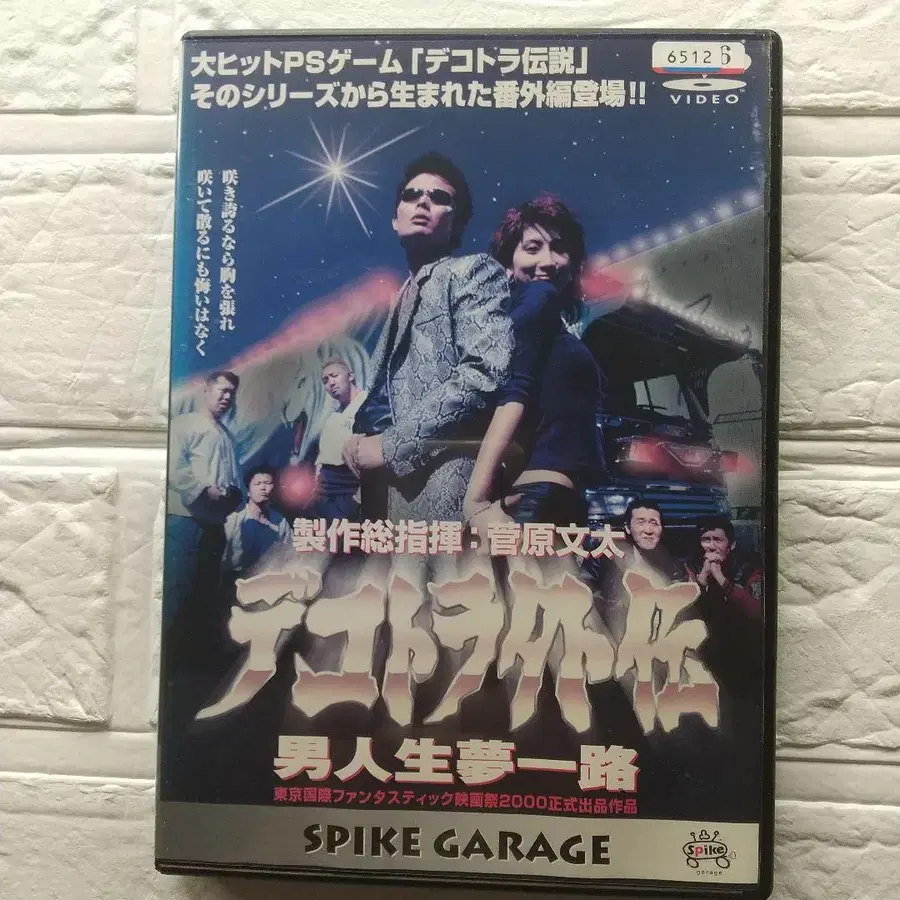 大ヒットPSゲーム「デコトラ伝説」
そのシリーズから生まれた番外編登場!!
6512
6
VIDEO
咲き誇るなら胸を張れ
咲いて散るにも悔いはなく
製作総指揮:菅原文太
デコトラ外伝
男人生夢一路
東京国際ファンタスティック映画祭2000正式出品作品
SPIKE GARAGE
Spike
garage